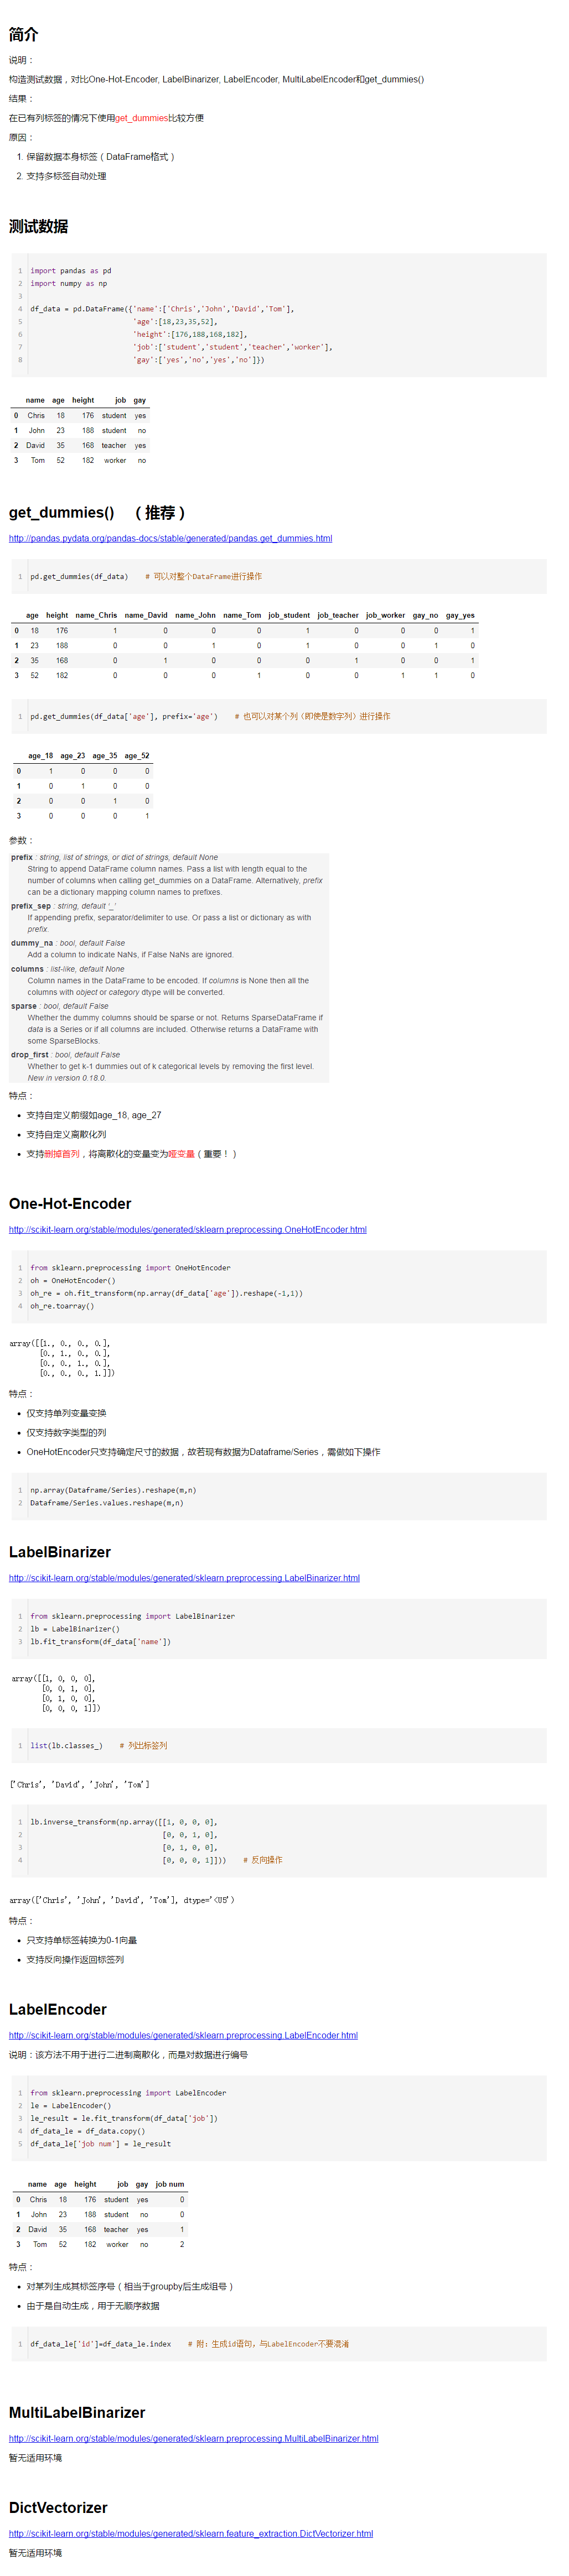 简介
说明：
构造测试数据，对比One-Hot-Encoder, LabelBinarizer, LabelEncoder, MultiLabelEncoder和get_dummies()
结果：
在已有列标签的情况下使用get_dummies比较方便
原因：
1. 保留数据本身标签（DataFrame格式）
2. 支持多标签自动处理
测试数据
1 import pandas as pd
2 import numpy as np
3
4 df_data = pd.DataFrame({'name':['Chris','John','David','Tom'],
5 'age':[18,23,35,52],
6 'height':[176,188,168,182],
7 'job':['student','student','teacher','worker'],
8 'gay':['yes','no','yes','no']})
name age height job gay
0 Chris 18 176 student yes
1 John 23 188 student no
2 David 35 168 teacher yes
3 Tom 52 182 worker no
get_dummies() （推荐）
http://pandas.pydata.org/pandas-docs/stable/generated/pandas.get_dummies.html
1 pd.get_dummies(df_data) # 可以对整个DataFrame进行操作
age height name_Chris name_David name_John name_Tom job_student job_teacher job_worker gay_no gay_yes
0 18 176 1 0 0 0 1 0 0 0 1
1 23 188 0 0 1 0 1 0 0 1 0
2 35 168 0 1 0 0 0 1 0 0 1
3 52 182 0 0 0 1 0 0 1 1 0
1 pd.get_dummies(df_data['age'], prefix='age') # 也可以对某个列（即使是数字列）进行操作
age_18 age_23 age_35 age_52
0 1 0 0 0
1 0 1 0 0
2 0 0 1 0
3 0 0 0 1
参数：
prefix : string, list of strings, or dict of strings, default None
String to append DataFrame column names. Pass a list with length equal to the
number of columns when calling get_dummies on a DataFrame. Alternatively, prefix
can be a dictionary mapping column names to prefixes.
prefix_sep : string, default '_'
If appending prefix, separator/delimiter to use. Or pass a list or dictionary as with
prefix.
dummy_na : bool, default False
Add a column to indicate NaNs, if False NaNs are ignored.
columns : list-like, default None
Column names in the DataFrame to be encoded. If columns is None then all the
columns with object or category dtype will be converted.
sparse : bool, default False
Whether the dummy columns should be sparse or not. Returns SparseDataFrame if
data is a Series or if all columns are included. Otherwise returns a DataFrame with
some SparseBlocks.
drop_first : bool, default False
Whether to get k-1 dummies out of k categorical levels by removing the first level.
New in version 0.18.0.
特点：
• 支持自定义前缀如age_18, age_27
• 支持自定义离散化列
• 支持删掉首列，将离散化的变量变为哑变量（重要！）
One-Hot-Encoder
http://scikit-learn.org/stable/modules/generated/sklearn.preprocessing.OneHotEncoder.html
1 from sklearn.preprocessing import OneHotEncoder
2 oh = OneHotEncoder()
3 oh_re = oh.fit_transform(np.array(df_data['age']).reshape(-1,1))
4 oh_re.toarray()
array([[1., 0., 0., 0.],
[0., 1., 0., 0.],
[0., 0., 1., 0.],
[0., 0., 0., 1.]])
特点：
• 仅支持单列变量变换
• 仅支持数字类型的列
• OneHotEncoder只支持确定尺寸的数据，故若现有数据为Dataframe/Series，需做如下操作
1 np.array(Dataframe/Series).reshape(m,n)
2 Dataframe/Series.values.reshape(m,n)
LabelBinarizer
http://scikit-learn.org/stable/modules/generated/sklearn.preprocessing.LabelBinarizer.html
1 from sklearn.preprocessing import LabelBinarizer
2 lb = LabelBinarizer()
3 lb.fit_transform(df_data['name'])
array([[1, 0, 0, 0],
[0, 0, 1, 0],
[0, 1, 0, 0],
[0, 0, 0, 1]])
1 list(lb.classes_) # 列出标签列
['Chris', 'David', 'John', 'Tom']
1 lb.inverse_transform(np.array([[1, 0, 0, 0],
2 [0, 0, 1, 0],
3 [0, 1, 0, 0],
4 [0, 0, 0, 1]])) # 反向操作
array(['Chris', 'John', 'David', 'Tom'], dtype='<U5')
特点：
• 只支持单标签转换为0-1向量
• 支持反向操作返回标签列
LabelEncoder
http://scikit-learn.org/stable/modules/generated/sklearn.preprocessing.LabelEncoder.html
说明：该方法不用于进行二进制离散化，而是对数据进行编号
1 from sklearn.preprocessing import LabelEncoder
2 le = LabelEncoder()
3 le_result = le.fit_transform(df_data['job'])
4 df_data_le = df_data.copy()
5 df_data_le['job num'] = le_result
name age height job gay job num
0 Chris 18 176 student yes 0
1 John 23 188 student no 0
2 David 35 168 teacher yes 1
3 Tom 52 182 worker no 2
特点：
• 对某列生成其标签序号（相当于groupby后生成组号）
• 由于是自动生成，用于无顺序数据
1 df_data_le['id']=df_data_le.index # 附：生成id语句，与LabelEncoder不要混淆
MultiLabelBinarizer
http://scikit-learn.org/stable/modules/generated/sklearn.preprocessing.MultiLabelBinarizer.html
暂无适用环境
DictVectorizer
http://scikit-learn.org/stable/modules/generated/sklearn.feature_extraction.DictVectorizer.html
暂无适用环境